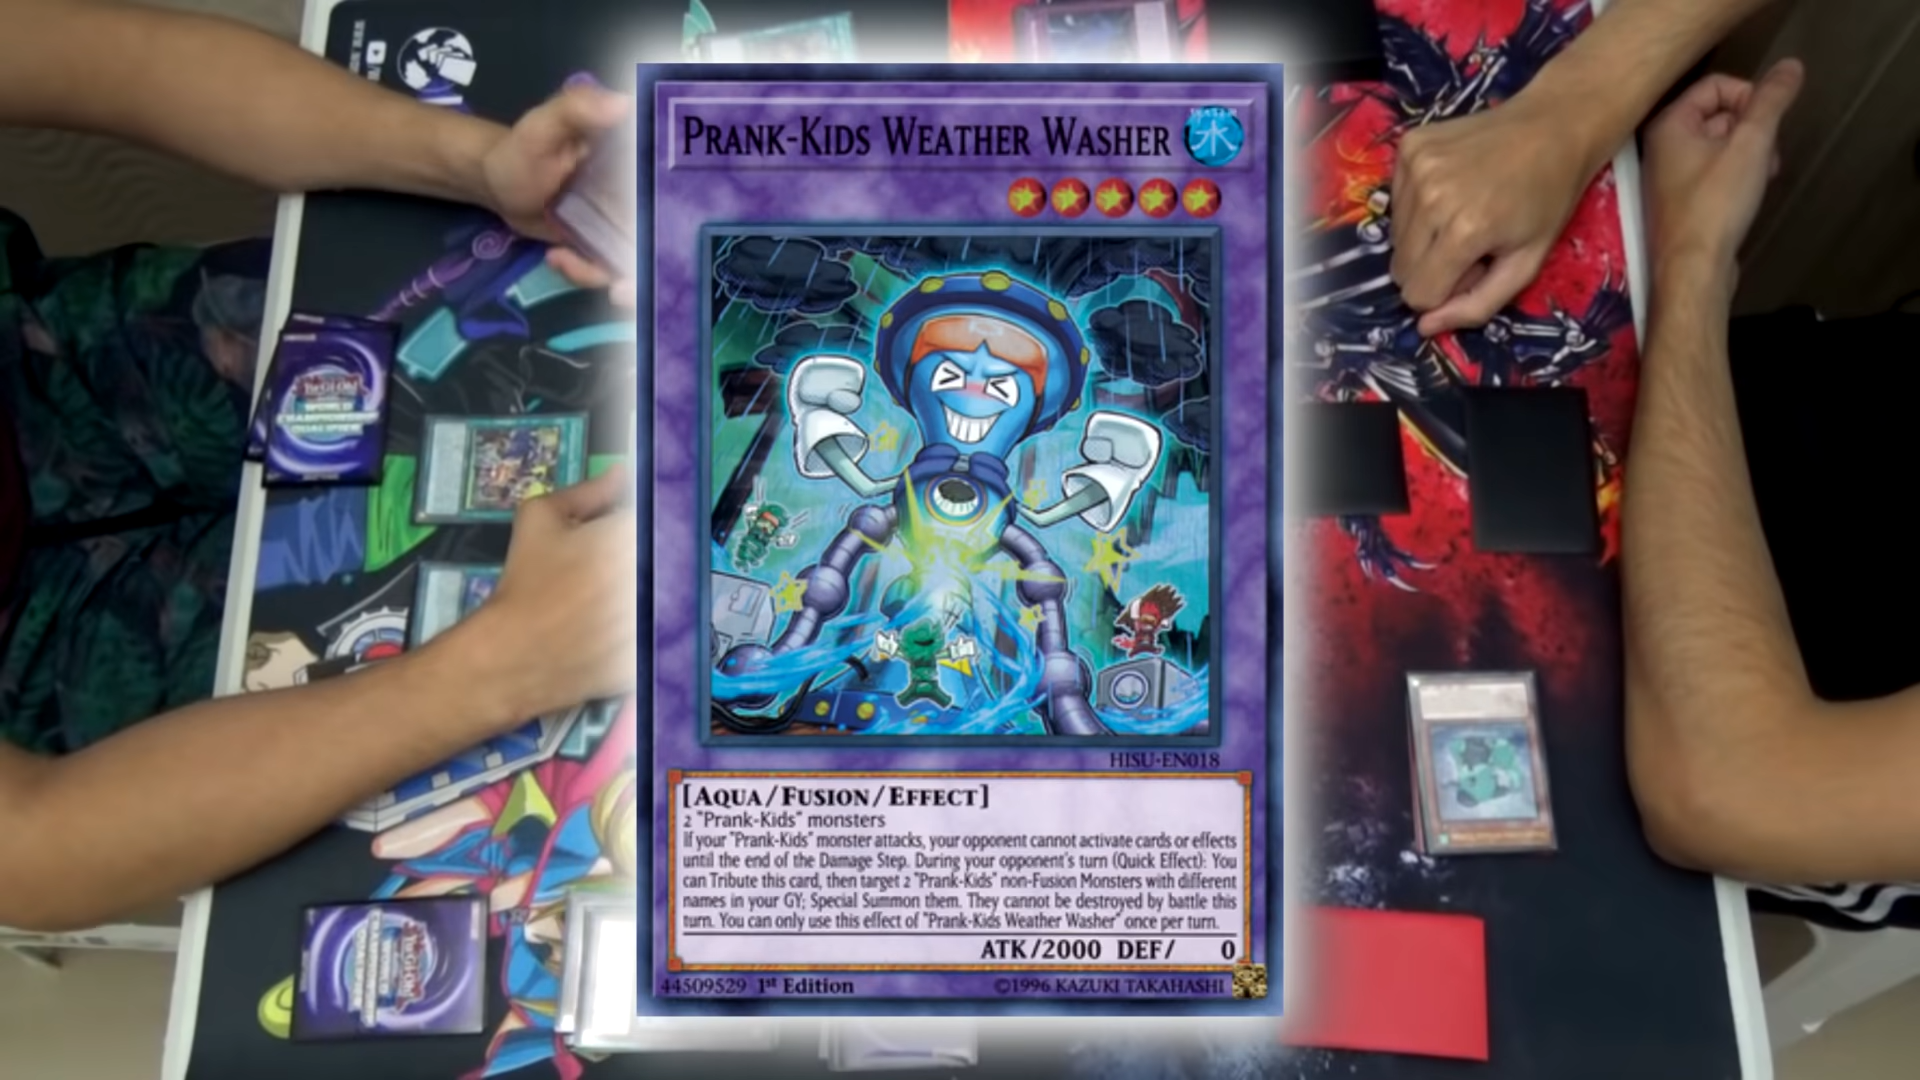 PRANK-KIDS WEATHER WASHER
WATER
水
HISU-EN018
[AQUA/FUSION/EFFECT]
2 "Prank-Kids" monsters
If your "Prank-Kids" monster attacks, your opponent cannot activate cards or effects
until the end of the Damage Step. During your opponent's turn (Quick Effect): You
can Tribute this card, then target 2 "Prank-Kids" non-Fusion Monsters with different
names in your GY; Special Summon them. They cannot be destroyed by battle this
turn. You can only use this effect of "Prank-Kids Weather Washer" once per turn.
ATK/2000 DEF/ 0
44509529 1st Edition
©1996 KAZUKI TAKAHASHI
WORLD
CHAMPIONSHIP
QUALIFIER